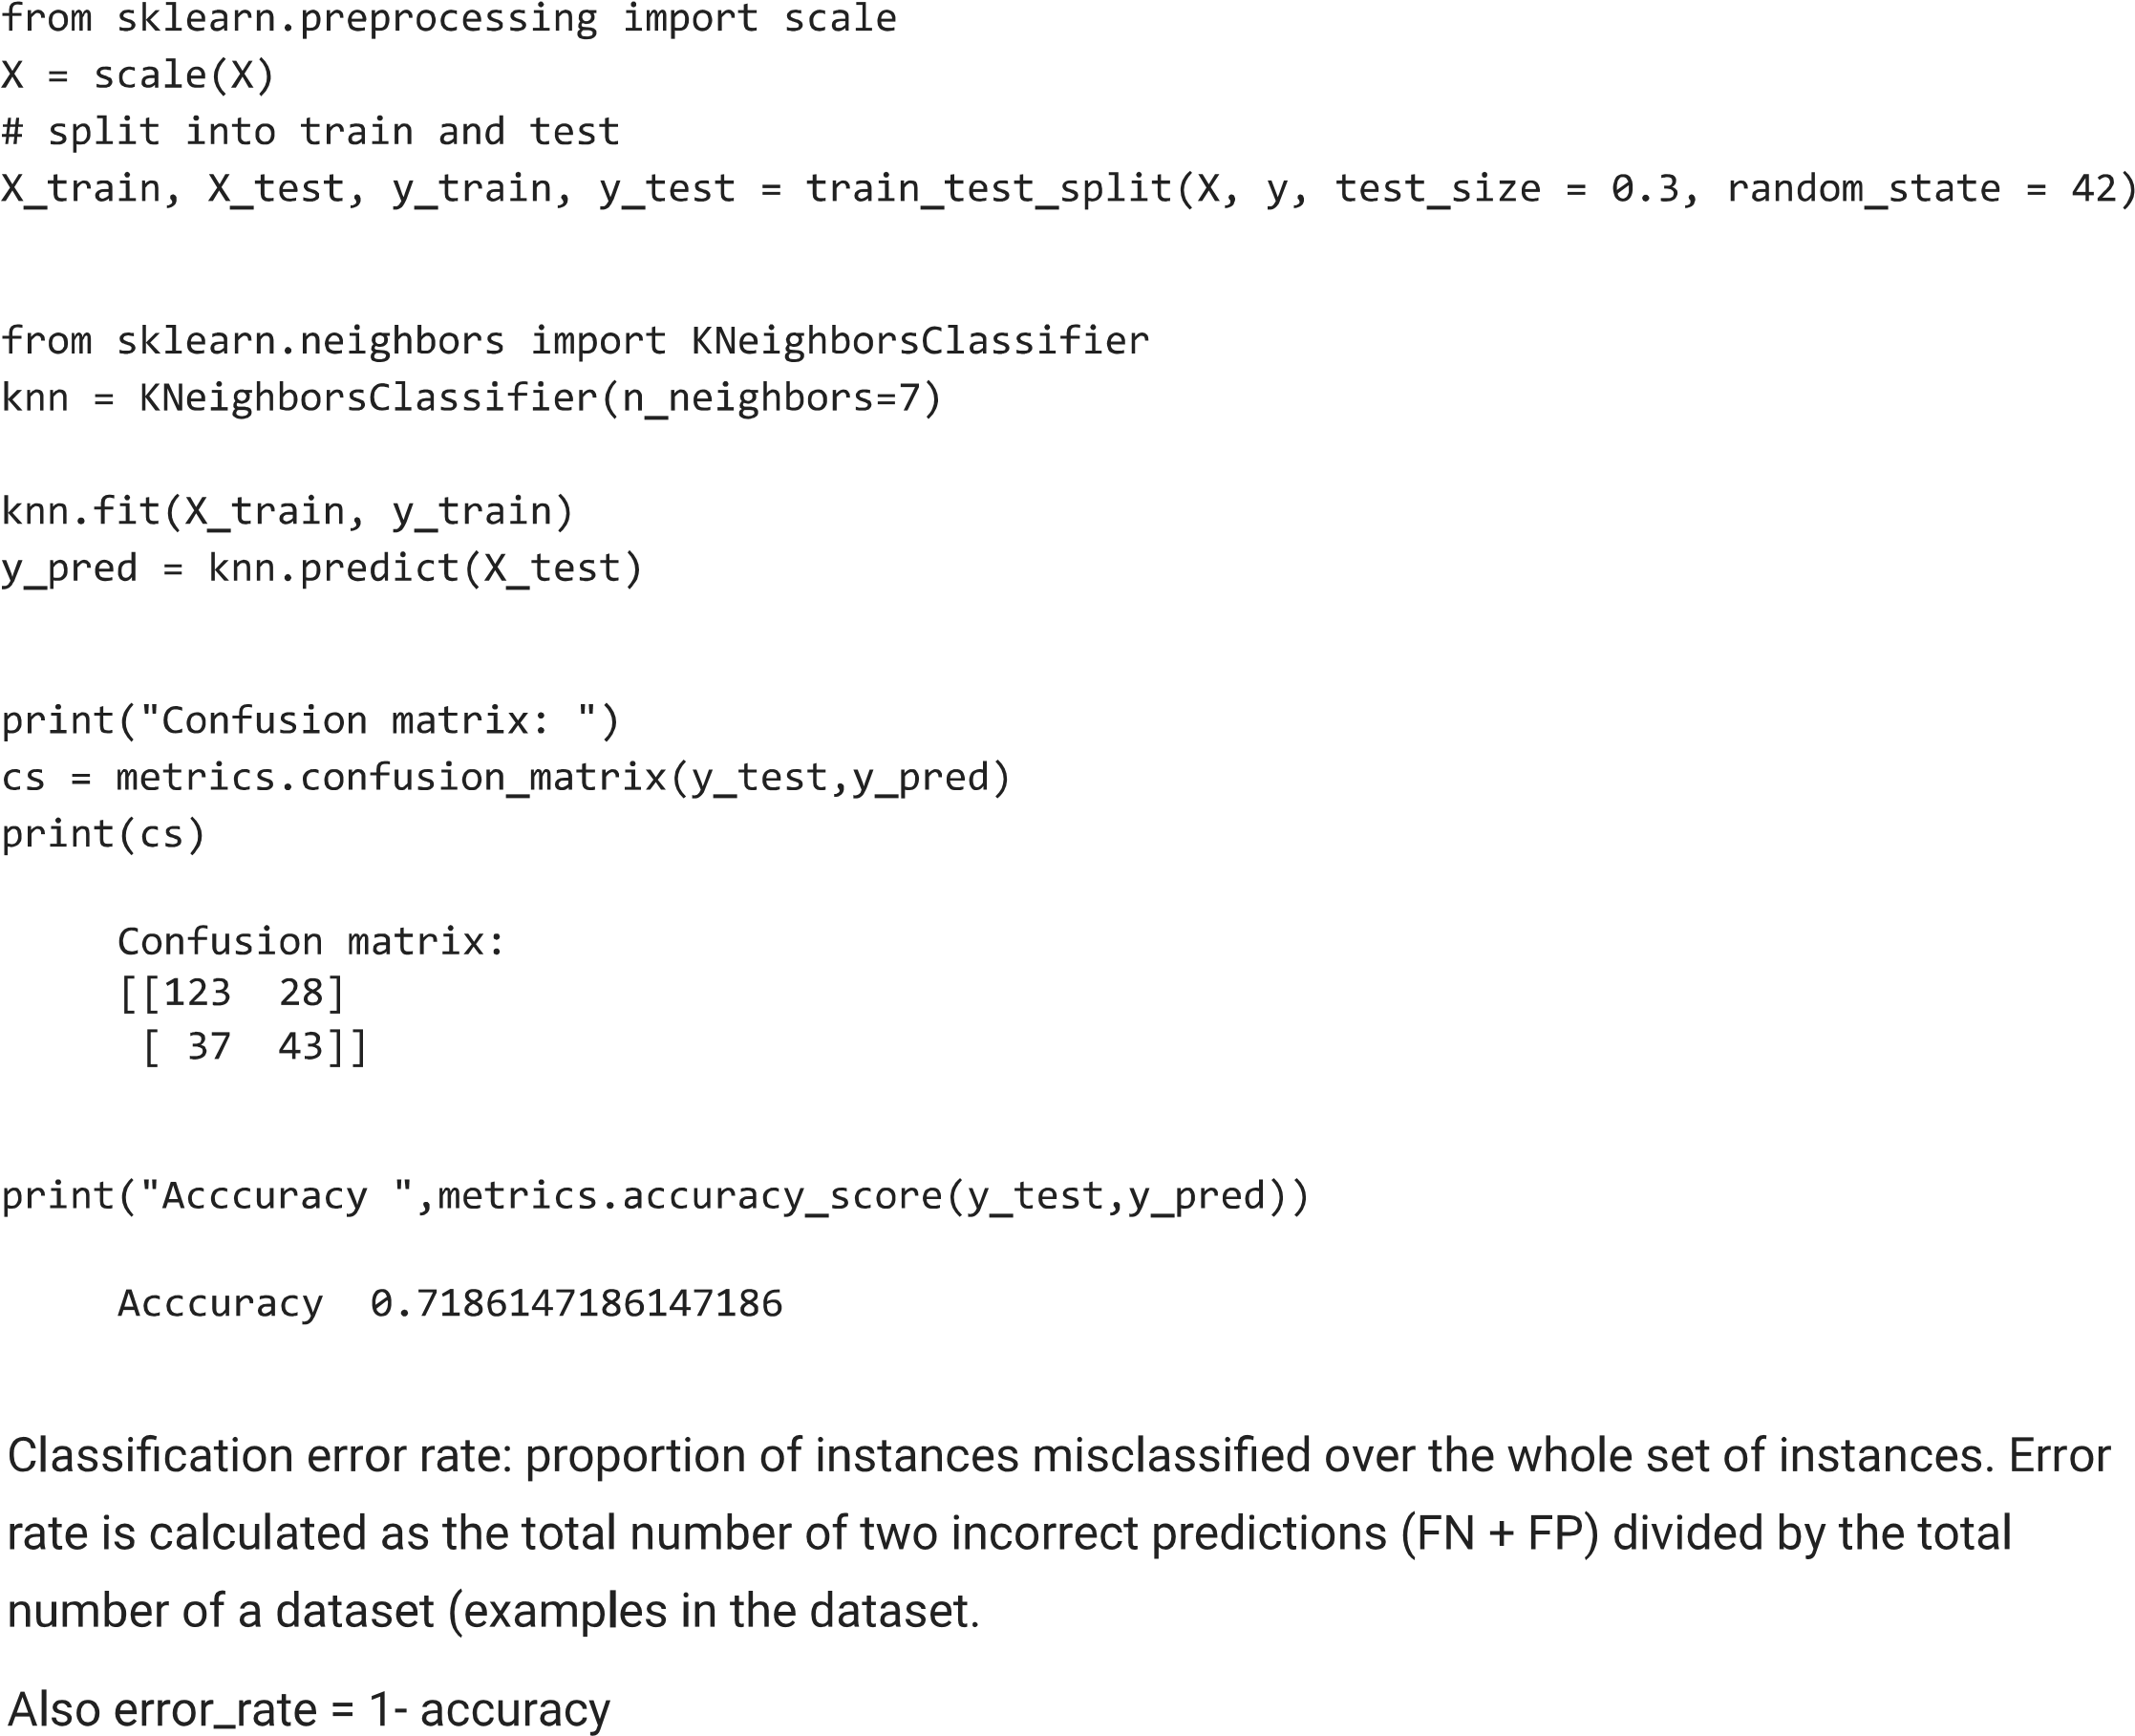 from sklearn.preprocessing import scale
X = scale(X)
# split into train and test
X_train, X_test, y_train, y_test = train_test_split(X, y, test_size = 0.3, random_state = 42)
from sklearn.neighbors import KNeighborsClassifier
knn = KNeighborsClassifier(n_neighbors=7)
knn.fit(X_train, y_train)
y_pred = knn.predict(X_test)
print("Confusion matrix: ")
cs = metrics.confusion_matrix(y_test,y_pred)
print(cs)
Confusion matrix:
[[123  28]
 [ 37  43]]
print("Acccuracy ",metrics.accuracy_score(y_test,y_pred))
Acccuracy  0.7186147186147186
Classification error rate: proportion of instances misclassified over the whole set of instances. Error
rate is calculated as the total number of two incorrect predictions (FN + FP) divided by the total
number of a dataset (examples in the dataset.
Also error_rate = 1- accuracy